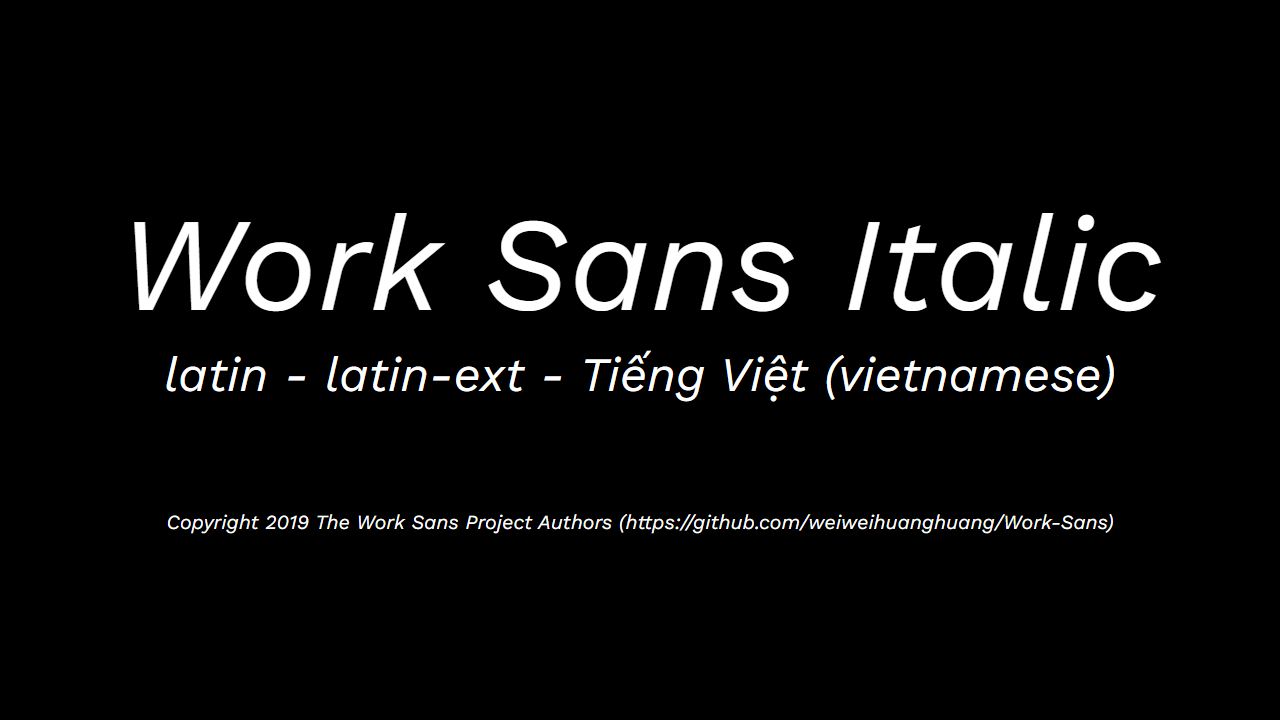 Work Sans Italic
latin - latin-ext - Tiếng Việt (vietnamese)
Copyright 2019 The Work Sans Project Authors (https://github.com/weiweihuanghuang/Work-Sans)